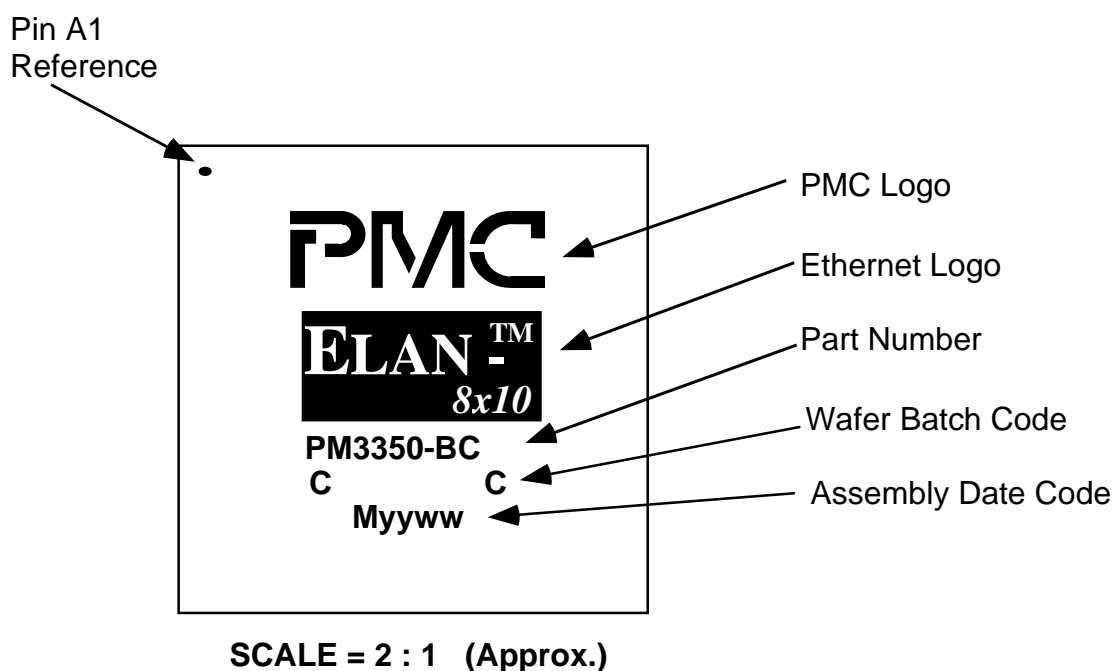 Pin A1
Reference
PMC
PMC Logo
ELAN -™
8x10
Ethernet Logo
PM3350-BC
Part Number
C C
Wafer Batch Code
Myyww
Assembly Date Code
SCALE = 2 : 1 (Approx.)